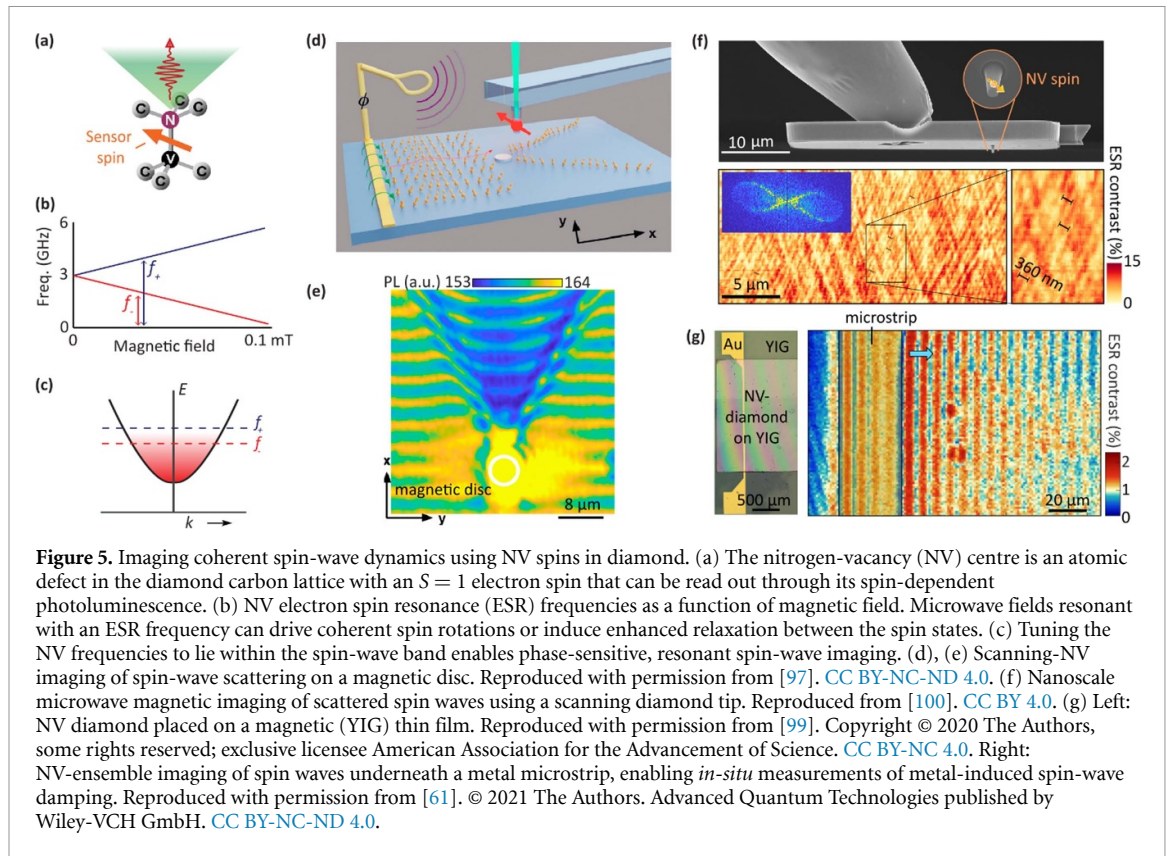 (a)
C
C
C
N
Sensor
spin
V
C
C
C
(b)
6
3
0
Freq. (GHz)
f+
f-
0
0.1 mT
Magnetic field
(c)
E
f+
f-
k
(d)
ϕ
y
x
PL (a.u.) 153
164
(e)
x
magnetic disc
y
8 μm
(f)
NV spin
10 μm
ESR contrast (%)
15
0
360 nm
5 μm
microstrip
(g)
Au
YIG
NV-
diamond
on YIG
500 μm
20 μm
ESR contrast (%)
2
1
0
Figure 5. Imaging coherent spin-wave dynamics using NV spins in diamond. (a) The nitrogen-vacancy (NV) centre is an atomic
defect in the diamond carbon lattice with an S = 1 electron spin that can be read out through its spin-dependent
photoluminescence. (b) NV electron spin resonance (ESR) frequencies as a function of magnetic field. Microwave fields resonant
with an ESR frequency can drive coherent spin rotations or induce enhanced relaxation between the spin states. (c) Tuning the
NV frequencies to lie within the spin-wave band enables phase-sensitive, resonant spin-wave imaging. (d), (e) Scanning-NV
imaging of spin-wave scattering on a magnetic disc. Reproduced with permission from [97]. CC BY-NC-ND 4.0. (f) Nanoscale
microwave magnetic imaging of scattered spin waves using a scanning diamond tip. Reproduced from [100]. CC BY 4.0. (g) Left:
NV diamond placed on a magnetic (YIG) thin film. Reproduced with permission from [99]. Copyright © 2020 The Authors,
some rights reserved; exclusive licensee American Association for the Advancement of Science. CC BY-NC 4.0. Right:
NV-ensemble imaging of spin waves underneath a metal microstrip, enabling in-situ measurements of metal-induced spin-wave
damping. Reproduced with permission from [61]. © 2021 The Authors. Advanced Quantum Technologies published by
Wiley-VCH GmbH. CC BY-NC-ND 4.0.